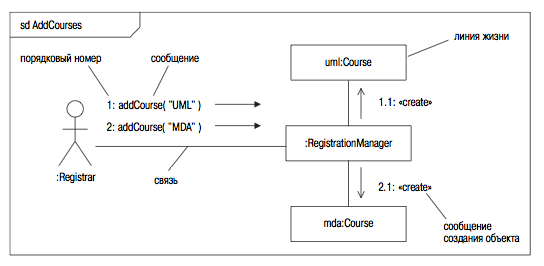 sd AddCourses
линия жизни
порядковый номер
сообщение
uml:Course
1: addCourse( "UML" )
1.1: «create»
2: addCourse( "MDA" )
:RegistrationManager
:Registrar
связь
2.1: «create»
mda:Course
сообщение
создания объекта